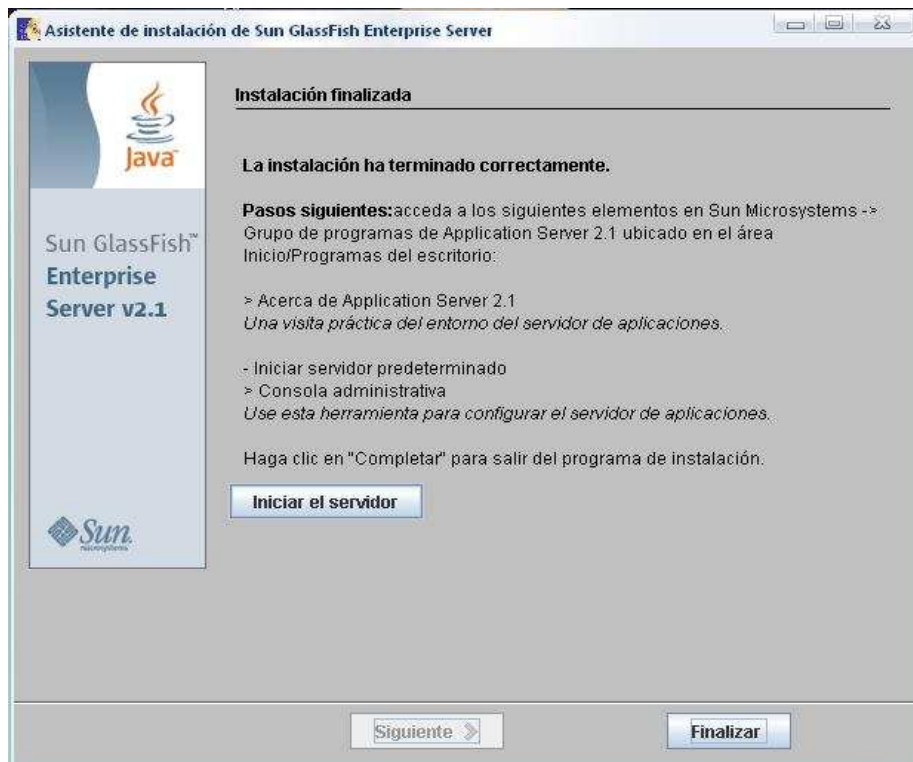 Asistente de instalación de Sun GlassFish Enterprise Server
Java™
Sun GlassFish™
Enterprise
Server v2.1
Sun
microsystems
Instalación finalizada
La instalación ha terminado correctamente.
Pasos siguientes:acceda a los siguientes elementos en Sun Microsystems ->
Grupo de programas de Application Server 2.1 ubicado en el área
Inicio/Programas del escritorio:
> Acerca de Application Server 2.1
Una visita práctica del entorno del servidor de aplicaciones.
- Iniciar servidor predeterminado
> Consola administrativa
Use esta herramienta para configurar el servidor de aplicaciones.
Haga clic en "Completar" para salir del programa de instalación.
Iniciar el servidor
Siguiente
Finalizar